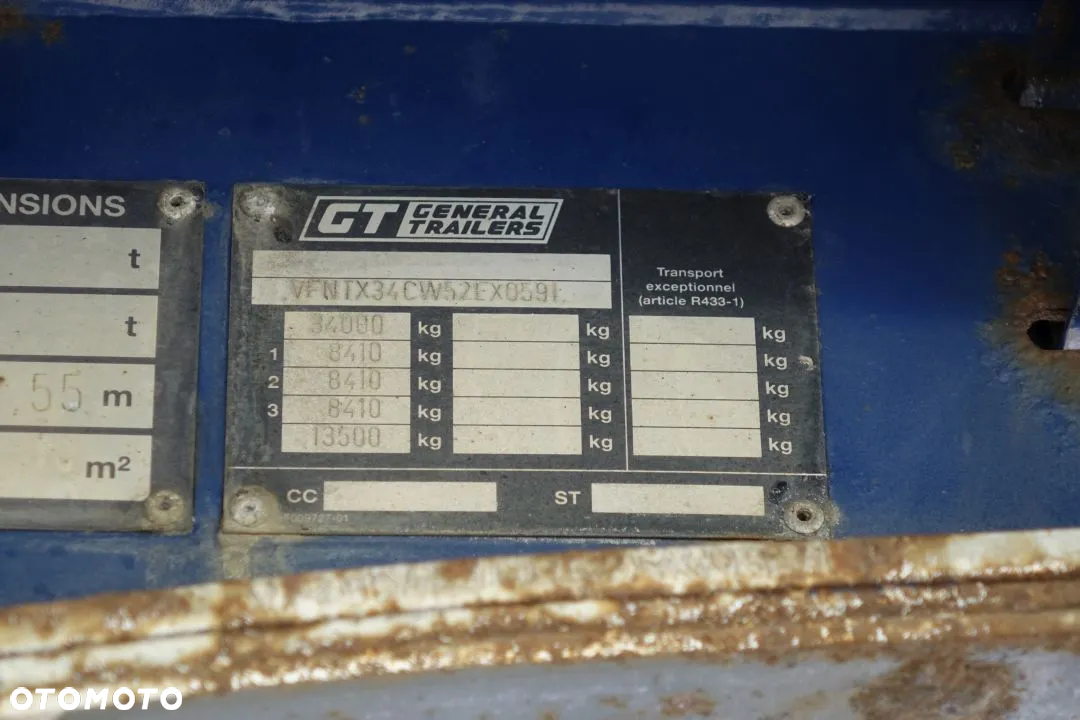 NSIONS
t
t
55 m
m²
GT GENERAL TRAILERS
VFNTX34CW52EX0591
34000 kg kg kg
1 8410 kg kg kg
2 8410 kg kg kg
3 8410 kg kg kg
13500 kg kg kg
Transport
exceptionnel
(article R433-1)
CC ST
OTOMOTO